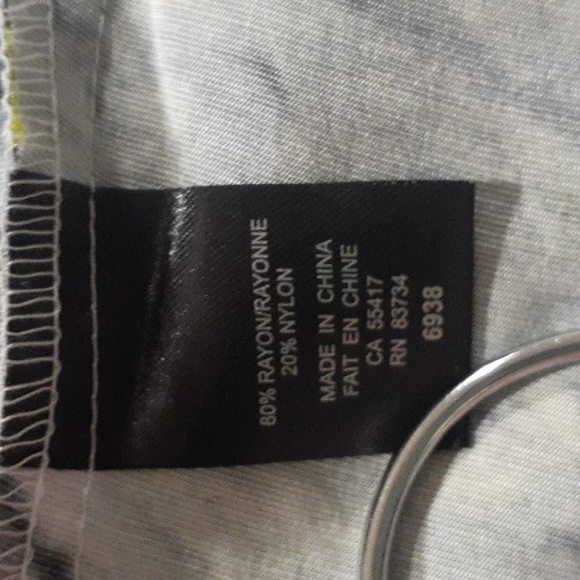 80% RAYON/RAYONNE
20% NYLON
MADE IN CHINA
FAIT EN CHINE
CA 55417
RN 83734
6938